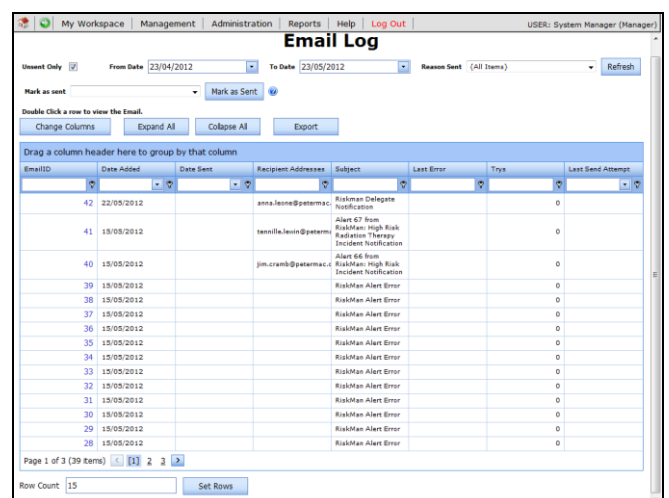 My Workspace | Management | Administration | Reports | Help | Log Out | USER: System Manager (Manager)
Email Log
Unsent Only From Date 23/04/2012 To Date 23/05/2012 Reason Sent {All Items} Refresh
Mark as sent Mark as Sent
Double Click a row to view the Email.
Change Columns Expand All Collapse All Export
Drag a column header here to group by that column
EmailID Date Added Date Sent Recipient Addresses Subject Last Error Trys Last Send Attempt
42 22/05/2012 anna.leone@petermac. Riskman Delegate Notification 0
41 15/05/2012 tennille.lewin@peterma Alert 67 from RiskMan: High Risk Radiation Therapy Incident Notification 0
40 15/05/2012 jim.cramb@petermac.c Alert 66 from RiskMan: High Risk Incident Notification 0
39 15/05/2012 RiskMan Alert Error 0
38 15/05/2012 RiskMan Alert Error 0
37 15/05/2012 RiskMan Alert Error 0
36 15/05/2012 RiskMan Alert Error 0
35 15/05/2012 RiskMan Alert Error 0
34 15/05/2012 RiskMan Alert Error 0
33 15/05/2012 RiskMan Alert Error 0
32 15/05/2012 RiskMan Alert Error 0
31 15/05/2012 RiskMan Alert Error 0
30 15/05/2012 RiskMan Alert Error 0
29 15/05/2012 RiskMan Alert Error 0
28 15/05/2012 RiskMan Alert Error 0
Page 1 of 3 (39 items) < [1] 2 3 >
Row Count 15 Set Rows